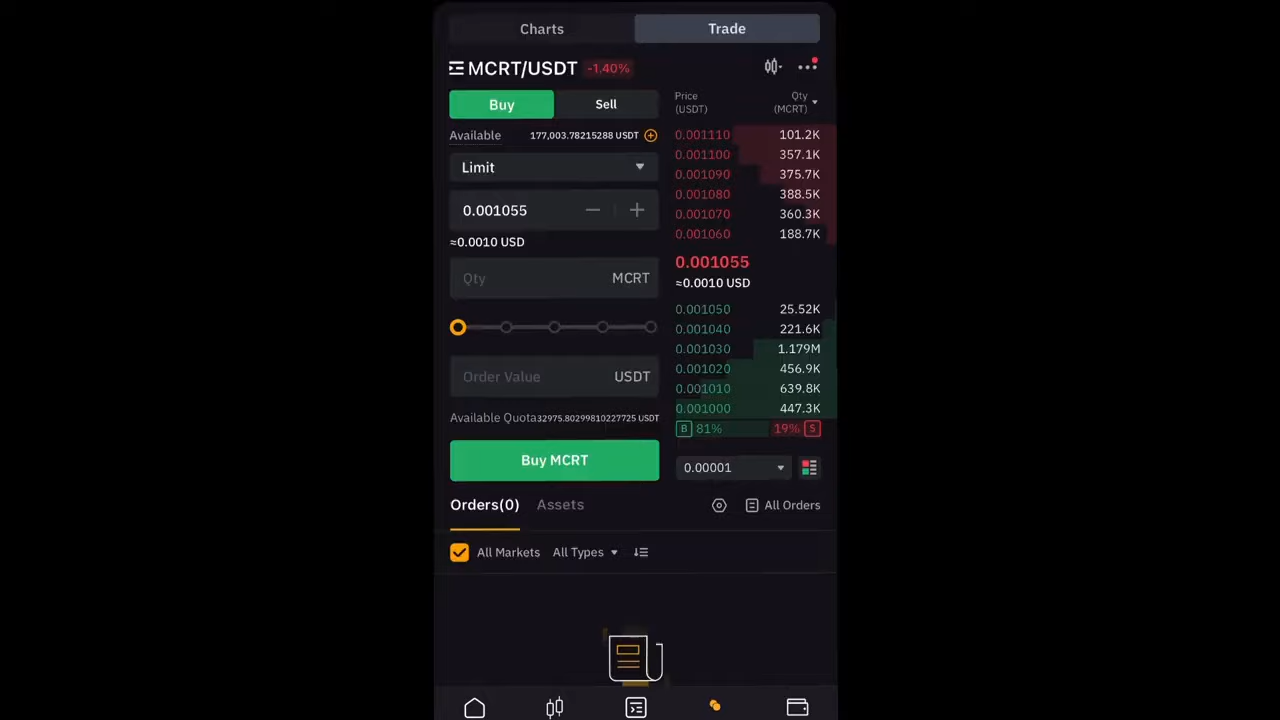 Charts Trade
MCRT/USDT -1.40%
Buy Sell
Available 177,003.78215288 USDT
Limit
0.001055
≈0.0010 USD
Qty MCRT
Order Value USDT
Available Quota32975.80299810227725 USDT
Buy MCRT
Price Qty
(USDT) (MCRT)
0.001110 101.2K
0.001100 357.1K
0.001090 375.7K
0.001080 388.5K
0.001070 360.3K
0.001060 188.7K
0.001055
≈0.0010 USD
0.001050 25.52K
0.001040 221.6K
0.001030 1.179M
0.001020 456.9K
0.001010 639.8K
0.001000 447.3K
B 81% 19% S
0.00001
Orders(0) Assets All Orders
All Markets All Types